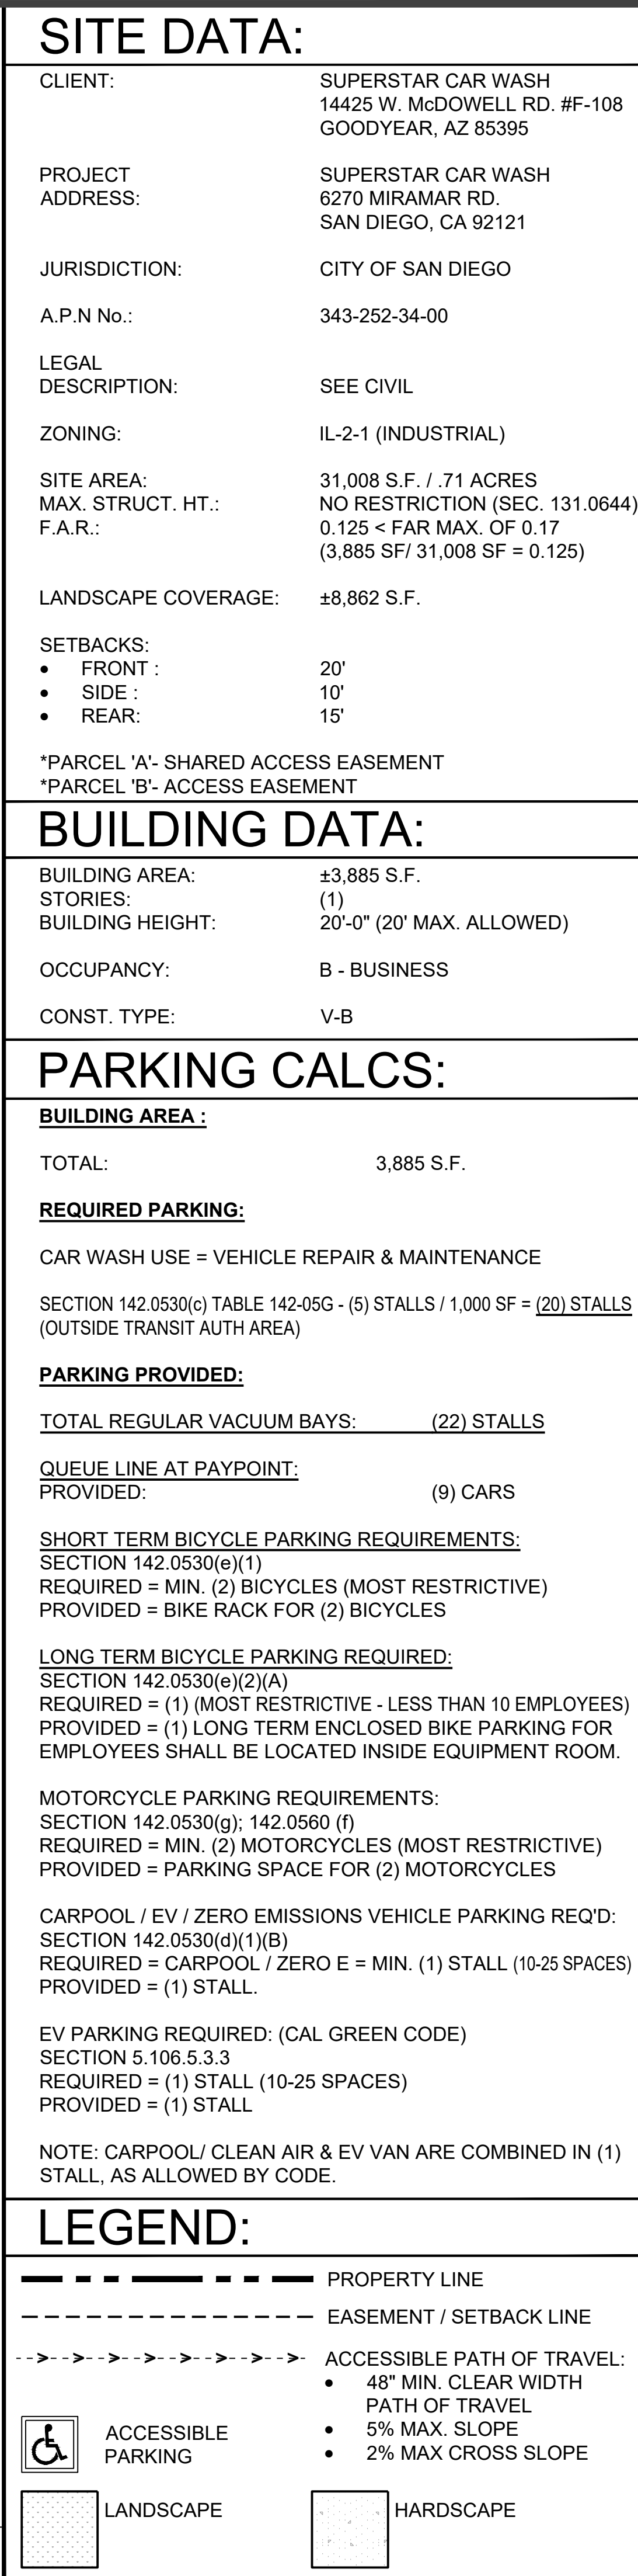 SITE DATA:
CLIENT: SUPERSTAR CAR WASH
14425 W. McDOWELL RD. #F-108
GOODYEAR, AZ 85395
PROJECT SUPERSTAR CAR WASH
ADDRESS: 6270 MIRAMAR RD.
SAN DIEGO, CA 92121
JURISDICTION: CITY OF SAN DIEGO
A.P.N No.: 343-252-34-00
LEGAL
DESCRIPTION: SEE CIVIL
ZONING: IL-2-1 (INDUSTRIAL)
SITE AREA: 31,008 S.F. / .71 ACRES
MAX. STRUCT. HT.: NO RESTRICTION (SEC. 131.0644)
F.A.R.: 0.125 < FAR MAX. OF 0.17
(3,885 SF/ 31,008 SF = 0.125)
LANDSCAPE COVERAGE: ±8,862 S.F.
SETBACKS:
• FRONT : 20'
• SIDE : 10'
• REAR: 15'
*PARCEL 'A'- SHARED ACCESS EASEMENT
*PARCEL 'B'- ACCESS EASEMENT
BUILDING DATA:
BUILDING AREA: ±3,885 S.F.
STORIES: (1)
BUILDING HEIGHT: 20'-0" (20' MAX. ALLOWED)
OCCUPANCY: B - BUSINESS
CONST. TYPE: V-B
PARKING CALCS:
BUILDING AREA :
TOTAL: 3,885 S.F.
REQUIRED PARKING:
CAR WASH USE = VEHICLE REPAIR & MAINTENANCE
SECTION 142.0530(c) TABLE 142-05G - (5) STALLS / 1,000 SF = (20) STALLS
(OUTSIDE TRANSIT AUTH AREA)
PARKING PROVIDED:
TOTAL REGULAR VACUUM BAYS: (22) STALLS
QUEUE LINE AT PAYPOINT:
PROVIDED: (9) CARS
SHORT TERM BICYCLE PARKING REQUIREMENTS:
SECTION 142.0530(e)(1)
REQUIRED = MIN. (2) BICYCLES (MOST RESTRICTIVE)
PROVIDED = BIKE RACK FOR (2) BICYCLES
LONG TERM BICYCLE PARKING REQUIRED:
SECTION 142.0530(e)(2)(A)
REQUIRED = (1) (MOST RESTRICTIVE - LESS THAN 10 EMPLOYEES)
PROVIDED = (1) LONG TERM ENCLOSED BIKE PARKING FOR
EMPLOYEES SHALL BE LOCATED INSIDE EQUIPMENT ROOM.
MOTORCYCLE PARKING REQUIREMENTS:
SECTION 142.0530(g); 142.0560 (f)
REQUIRED = MIN. (2) MOTORCYCLES (MOST RESTRICTIVE)
PROVIDED = PARKING SPACE FOR (2) MOTORCYCLES
CARPOOL / EV / ZERO EMISSIONS VEHICLE PARKING REQ'D:
SECTION 142.0530(d)(1)(B)
REQUIRED = CARPOOL / ZERO E = MIN. (1) STALL (10-25 SPACES)
PROVIDED = (1) STALL.
EV PARKING REQUIRED: (CAL GREEN CODE)
SECTION 5.106.5.3.3
REQUIRED = (1) STALL (10-25 SPACES)
PROVIDED = (1) STALL
NOTE: CARPOOL/ CLEAN AIR & EV VAN ARE COMBINED IN (1)
STALL, AS ALLOWED BY CODE.
LEGEND:
PROPERTY LINE
EASEMENT / SETBACK LINE
ACCESSIBLE PATH OF TRAVEL:
• 48" MIN. CLEAR WIDTH
PATH OF TRAVEL
• 5% MAX. SLOPE
• 2% MAX CROSS SLOPE
ACCESSIBLE
PARKING
LANDSCAPE HARDSCAPE